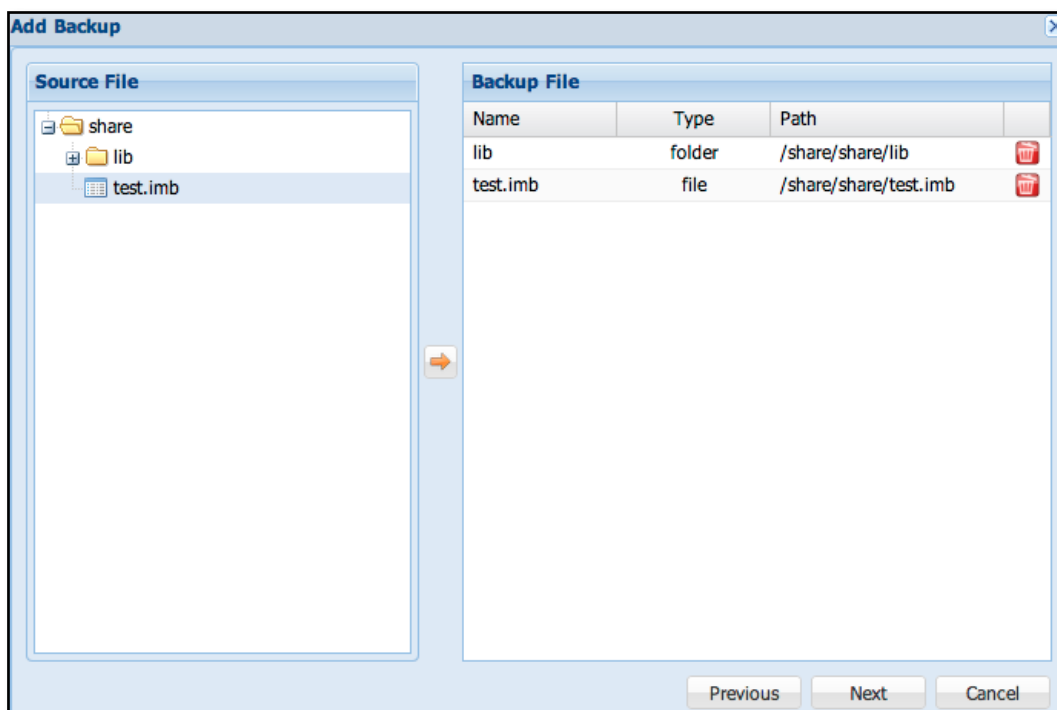 Add Backup
Source File
share
lib
test.imb
Backup File
Name Type Path
lib folder /share/share/lib
test.imb file /share/share/test.imb
Previous Next Cancel